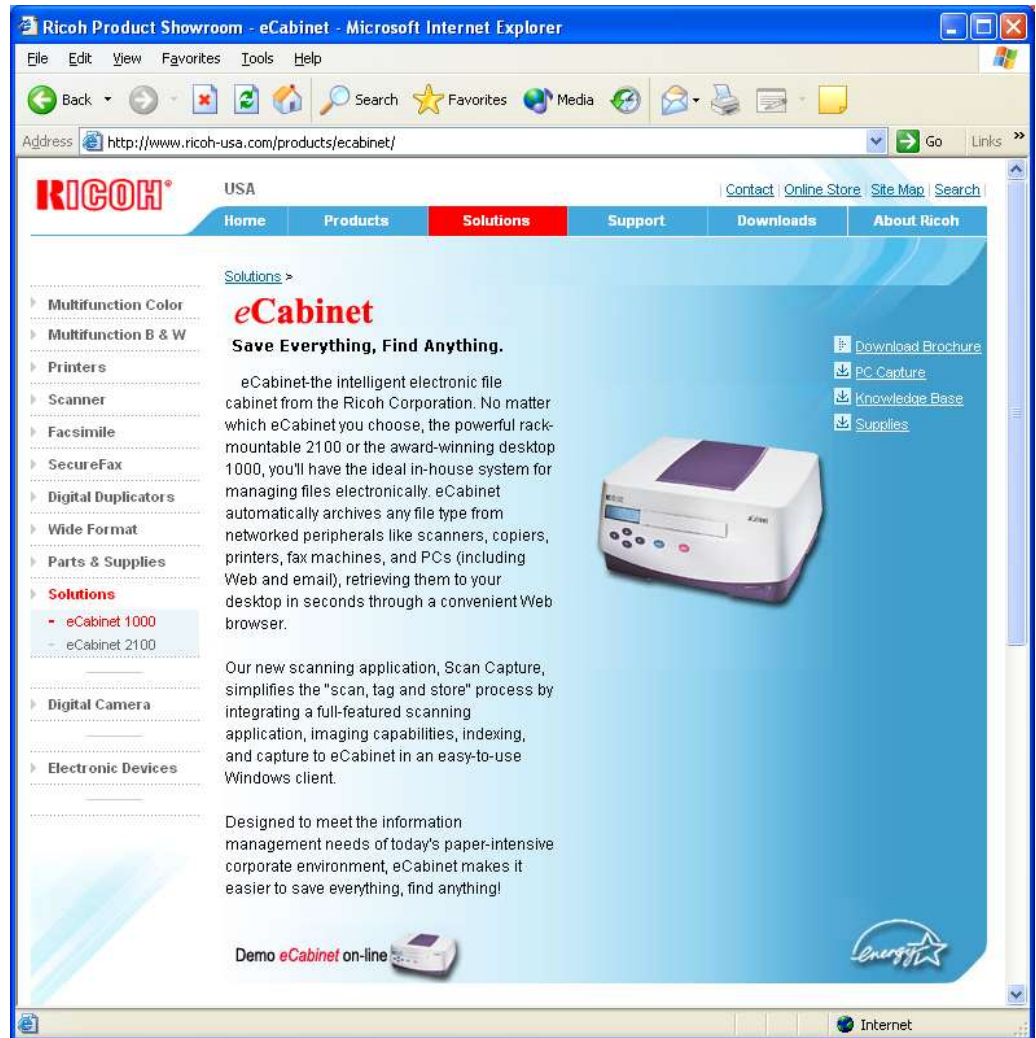 Ricoh Product Showroom - eCabinet - Microsoft Internet Explorer
File Edit View Favorites Tools Help
Back Search Favorites Media
Address http://www.ricoh-usa.com/products/ecabinet/ Go Links »
RICOH USA
Contact | Online Store | Site Map | Search
Home Products Solutions Support Downloads About Ricoh
Solutions >
eCabinet
Save Everything, Find Anything.
Multifunction Color
Multifunction B & W
Printers
Scanner
Facsimile
SecureFax
Digital Duplicators
Wide Format
Parts & Supplies
Solutions
- eCabinet 1000
- eCabinet 2100
Digital Camera
Electronic Devices
eCabinet-the intelligent electronic file
cabinet from the Ricoh Corporation. No matter
which eCabinet you choose, the powerful rack-
mountable 2100 or the award-winning desktop
1000, you'll have the ideal in-house system for
managing files electronically. eCabinet
automatically archives any file type from
networked peripherals like scanners, copiers,
printers, fax machines, and PCs (including
Web and email), retrieving them to your
desktop in seconds through a convenient Web
browser.
Our new scanning application, Scan Capture,
simplifies the "scan, tag and store" process by
integrating a full-featured scanning
application, imaging capabilities, indexing,
and capture to eCabinet in an easy-to-use
Windows client.
Designed to meet the information
management needs of today's paper-intensive
corporate environment, eCabinet makes it
easier to save everything, find anything!
Demo eCabinet on-line
Download Brochure
PC Capture
Knowledge Base
Supplies
energy
Internet